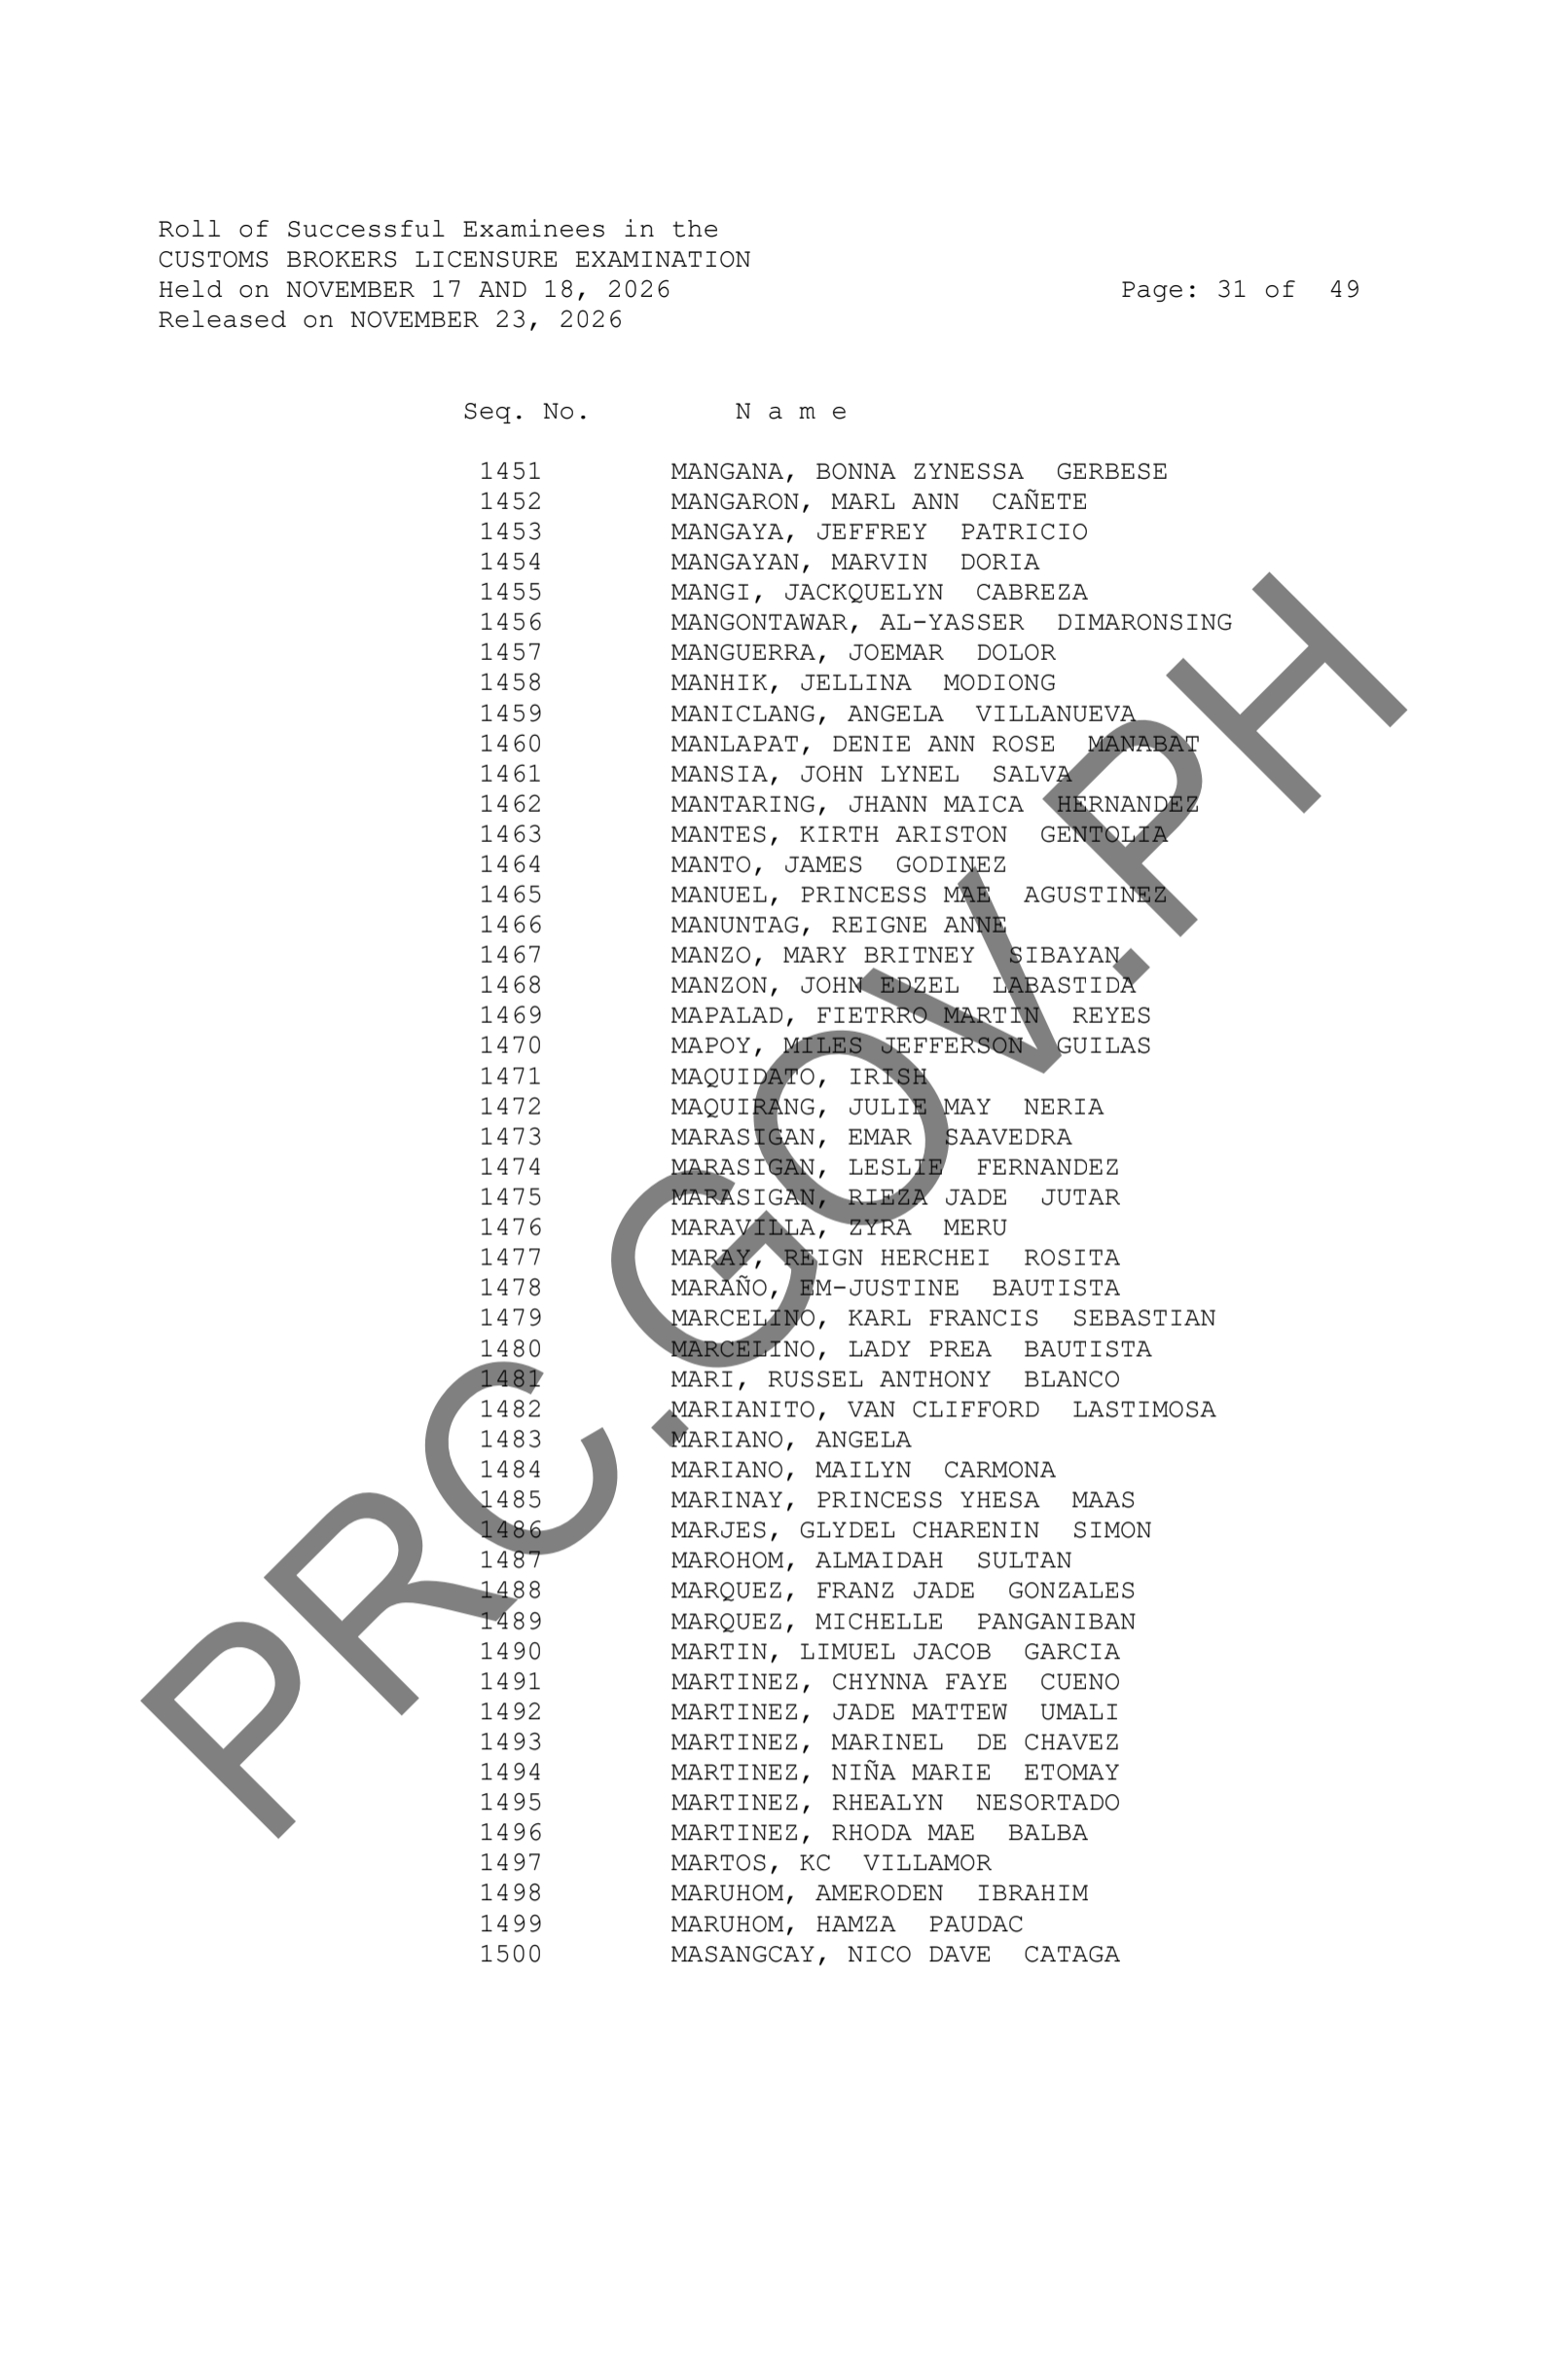 Roll of Successful Examinees in the
CUSTOMS BROKERS LICENSURE EXAMINATION
Held on NOVEMBER 17 AND 18, 2026 Page: 31 of 49
Released on NOVEMBER 23, 2026
Seq. No. N a m e
1451 MANGANA, BONNA ZYNESSA GERBESE
1452 MANGARON, MARL ANN CAÑETE
1453 MANGAYA, JEFFREY PATRICIO
1454 MANGAYAN, MARVIN DORIA
1455 MANGI, JACKQUELYN CABREZA
1456 MANGONTAWAR, AL-YASSER DIMARONSING
1457 MANGUERRA, JOEMAR DOLOR
1458 MANHIK, JELLINA MODIONG
1459 MANICLANG, ANGELA VILLANUEVA
1460 MANLAPAT, DENIE ANN ROSE MANABAT
1461 MANSIA, JOHN LYNEL SALVA
1462 MANTARING, JHANN MAICA HERNANDEZ
1463 MANTES, KIRTH ARISTON GENTOLIA
1464 MANTO, JAMES GODINEZ
1465 MANUEL, PRINCESS MAE AGUSTINEZ
1466 MANUNTAG, REIGNE ANNE
1467 MANZO, MARY BRITNEY SIBAYAN
1468 MANZON, JOHN EDZEL LABASTIDA
1469 MAPALAD, FIETRRO MARTIN REYES
1470 MAPOY, MILES JEFFERSON GUILAS
1471 MAQUIDATO, IRISH
1472 MAQUIRANG, JULIE MAY NERIA
1473 MARASIGAN, EMAR SAAVEDRA
1474 MARASIGAN, LESLIE FERNANDEZ
1475 MARASIGAN, RIEZA JADE JUTAR
1476 MARAVILLA, ZYRA MERU
1477 MARAY, REIGN HERCHEI ROSITA
1478 MARAÑO, EM-JUSTINE BAUTISTA
1479 MARCELINO, KARL FRANCIS SEBASTIAN
1480 MARCELINO, LADY PREA BAUTISTA
1481 MARI, RUSSEL ANTHONY BLANCO
1482 MARIANITO, VAN CLIFFORD LASTIMOSA
1483 MARIANO, ANGELA
1484 MARIANO, MAILYN CARMONA
1485 MARINAY, PRINCESS YHESA MAAS
1486 MARJES, GLYDEL CHARENIN SIMON
1487 MAROHOM, ALMAIDAH SULTAN
1488 MARQUEZ, FRANZ JADE GONZALES
1489 MARQUEZ, MICHELLE PANGANIBAN
1490 MARTIN, LIMUEL JACOB GARCIA
1491 MARTINEZ, CHYNNA FAYE CUENO
1492 MARTINEZ, JADE MATTEW UMALI
1493 MARTINEZ, MARINEL DE CHAVEZ
1494 MARTINEZ, NIÑA MARIE ETOMAY
1495 MARTINEZ, RHEALYN NESORTADO
1496 MARTINEZ, RHODA MAE BALBA
1497 MARTOS, KC VILLAMOR
1498 MARUHOM, AMERODEN IBRAHIM
1499 MARUHOM, HAMZA PAUDAC
1500 MASANGCAY, NICO DAVE CATAGA
PRC.GOV.PH